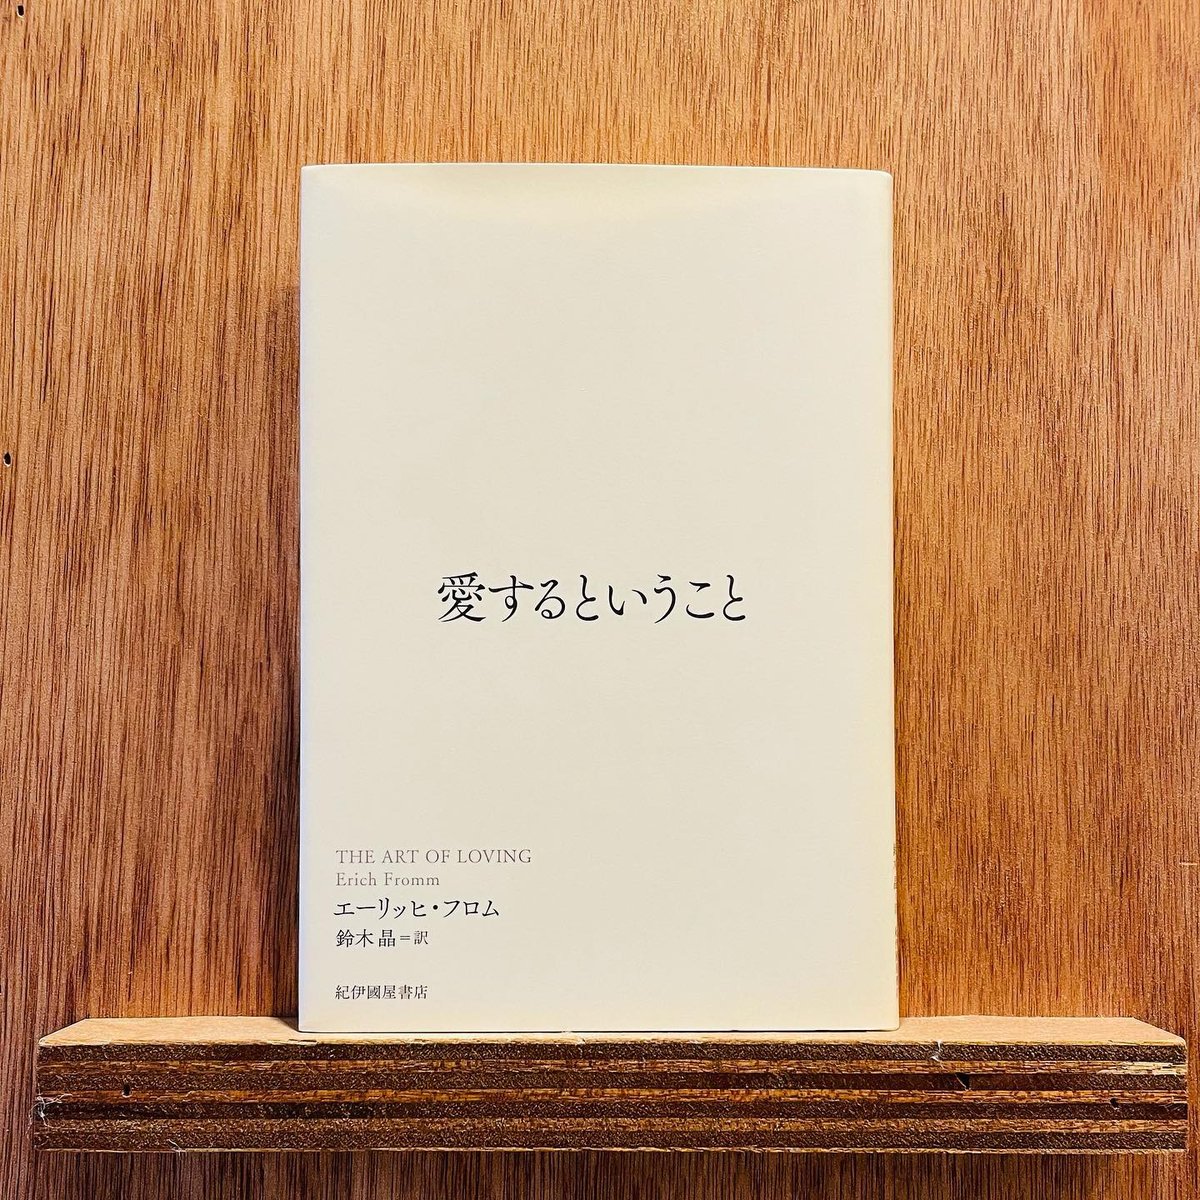 愛するということ
THE ART OF LOVING
Erich Fromm
エーリッヒ・フロム
鈴木 晶=訳
紀伊國屋書店